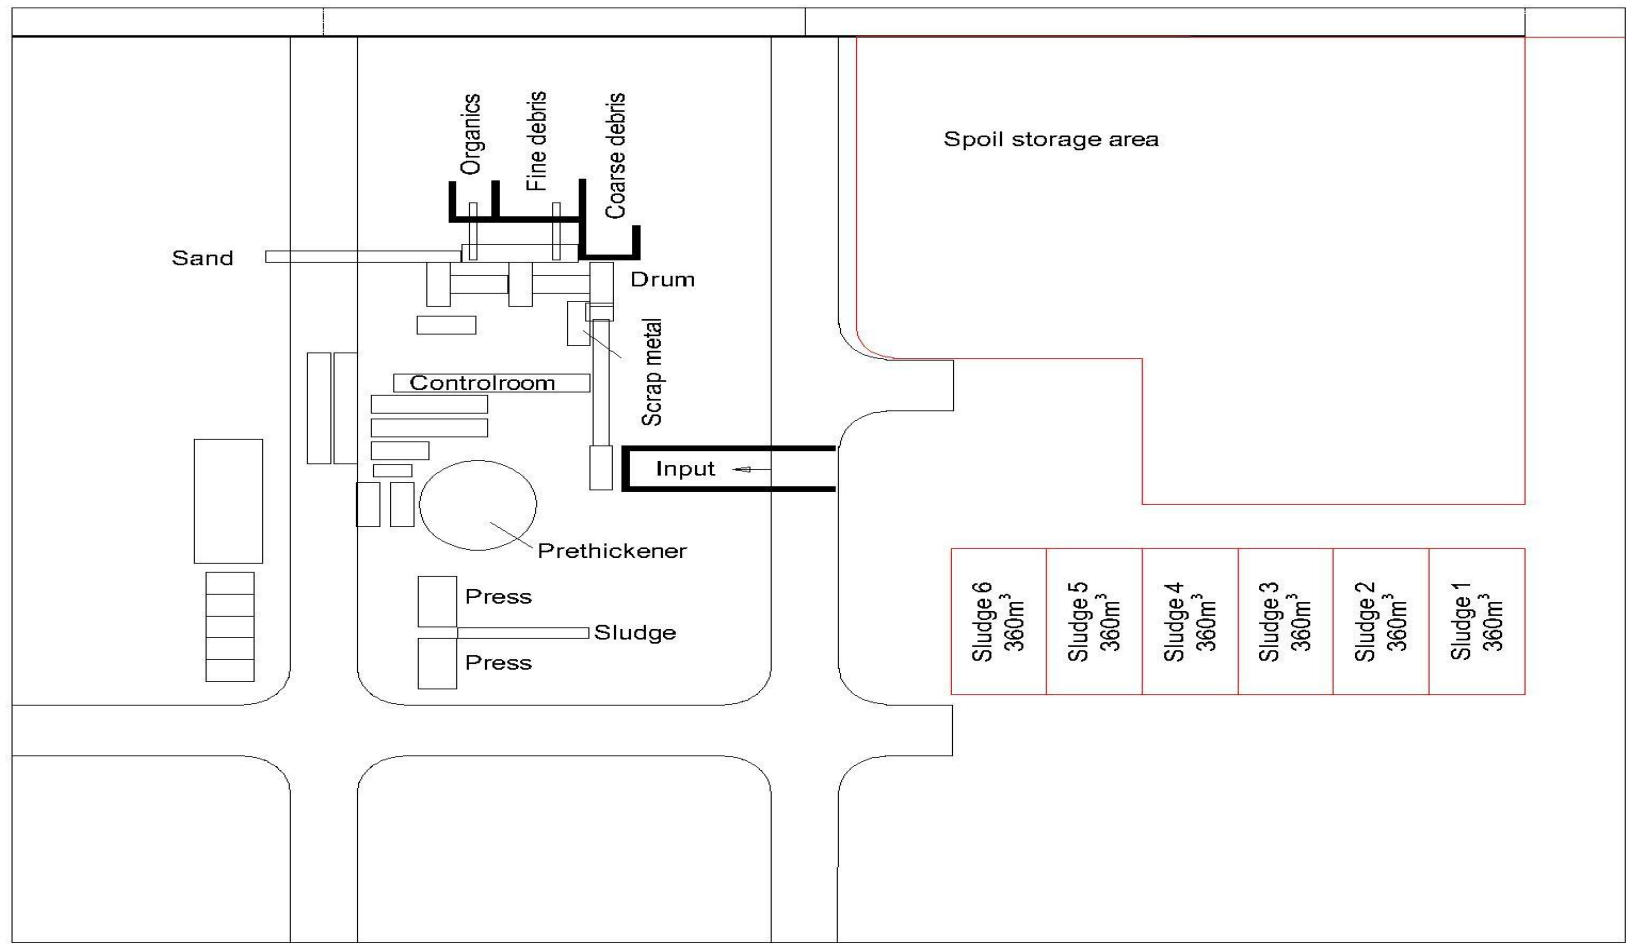 Organics
Fine debris
Coarse debris
Spoil storage area
Sand
Drum
Scrap metal
Controlroom
Input
Prethickener
Press
Sludge
Press
Sludge 6
360m³
Sludge 5
360m³
Sludge 4
360m³
Sludge 3
360m³
Sludge 2
360m³
Sludge 1
360m³